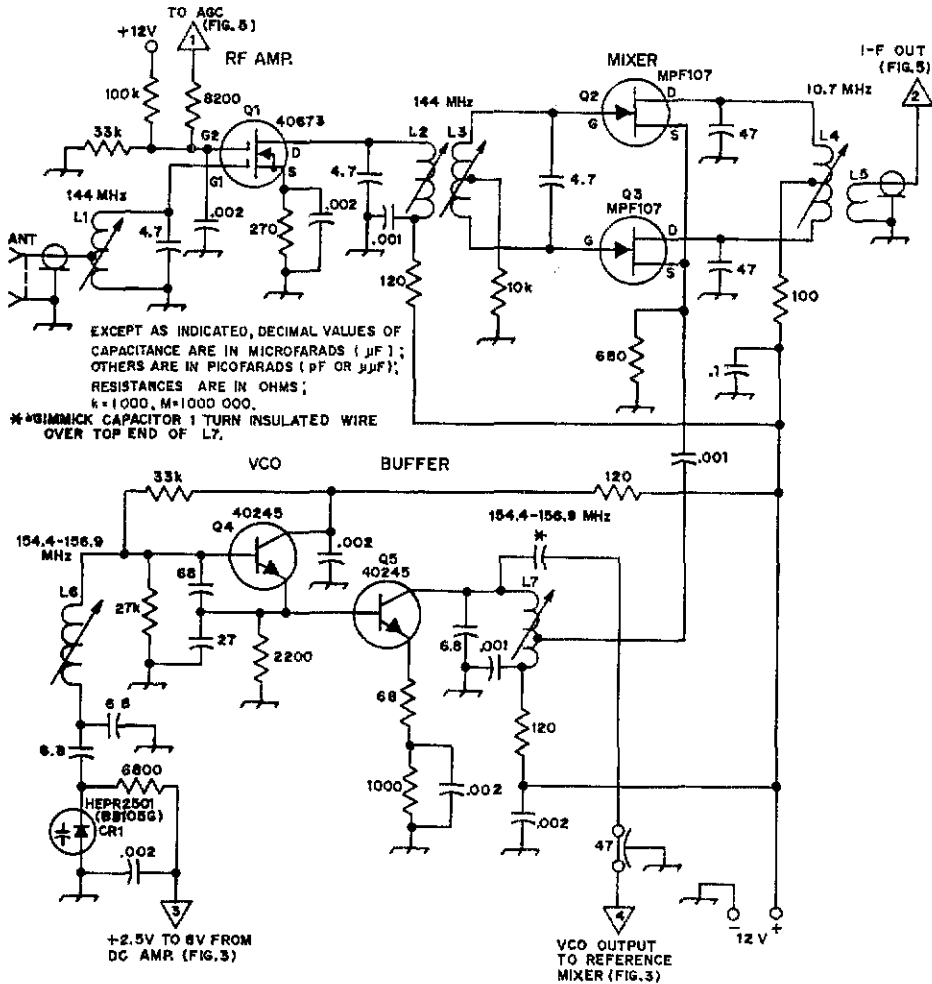 TO AGC
(FIG.5)
1
+12V
RF AMP.
100k
8200
Q1
40673
33k
G2
G1
D
S
144 MHz
L1
4.7
.002
270
.002
ANT
4.7
.001
L2
144 MHz
L3
120
10k
4.7
MIXER
MPF107
Q2
G
D
S
47
Q3
MPF107
G
D
S
47
680
I-F OUT
(FIG.5)
2
10.7 MHz
L4
L5
100
.1
.001
EXCEPT AS INDICATED, DECIMAL VALUES OF
CAPACITANCE ARE IN MICROFARADS ( µF ) ;
OTHERS ARE IN PICOFARADS ( pF OR µµF);
RESISTANCES ARE IN OHMS ;
k=1000, M=1000 000.
* GIMMICK CAPACITOR 1 TURN INSULATED WIRE
OVER TOP END OF L7.
VCO
BUFFER
33k
120
40245
Q4
154.4-156.9
MHz
L6
27k
68
27
2200
.002
Q5
40245
154.4-156.9 MHz
*
L7
6.8
.001
68
120
1000
.002
.002
6.8
6.8
6800
HEPR2501
(BB105G)
CR1
.002
3
+2.5V TO 6V FROM
DC AMP. (FIG.3)
47
4
VCO OUTPUT
TO REFERENCE
MIXER (FIG.3)
- +
12 V